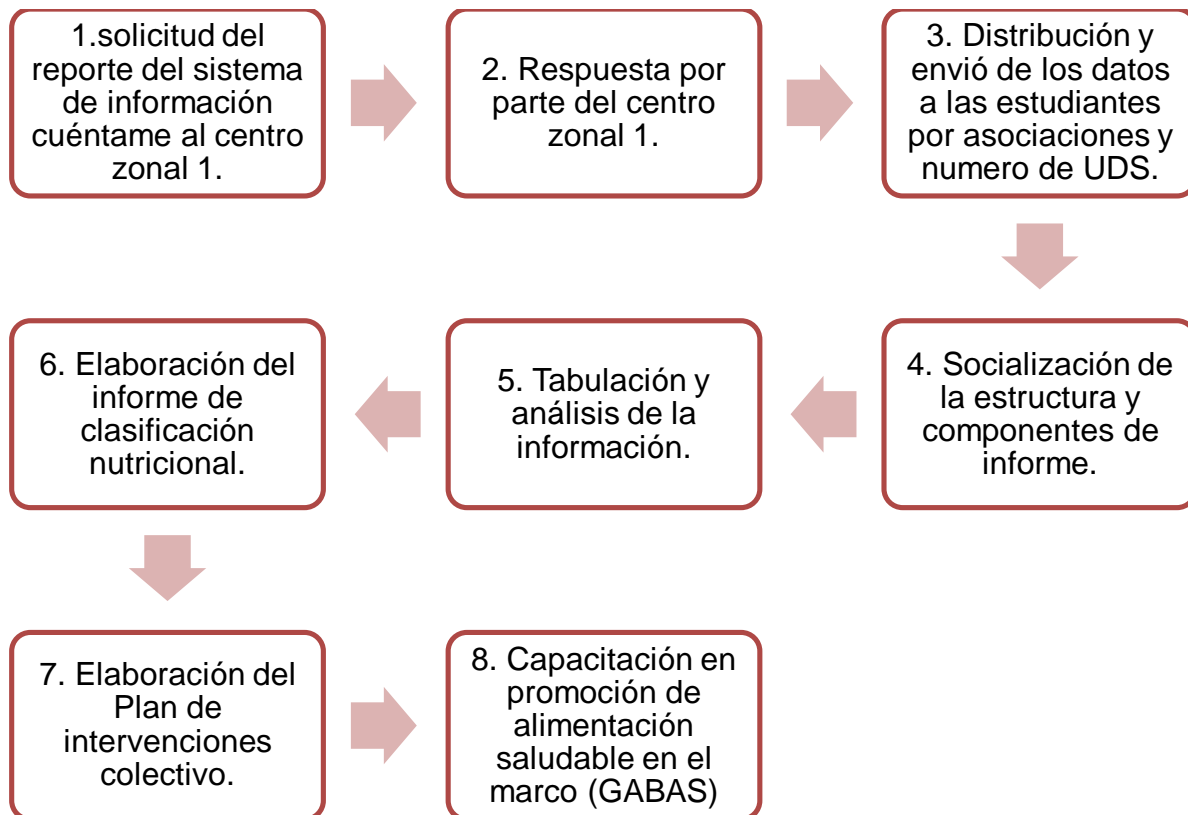 1.solicitud del
reporte del sistema
de información
cuéntame al centro
zonal 1.
2. Respuesta por
parte del centro
zonal 1.
3. Distribución y
envió de los datos
a las estudiantes
por asociaciones y
numero de UDS.
4. Socialización de
la estructura y
componentes de
informe.
5. Tabulación y
análisis de la
información.
6. Elaboración del
informe de
clasificación
nutricional.
7. Elaboración del
Plan de
intervenciones
colectivo.
8. Capacitación en
promoción de
alimentación
saludable en el
marco (GABAS)